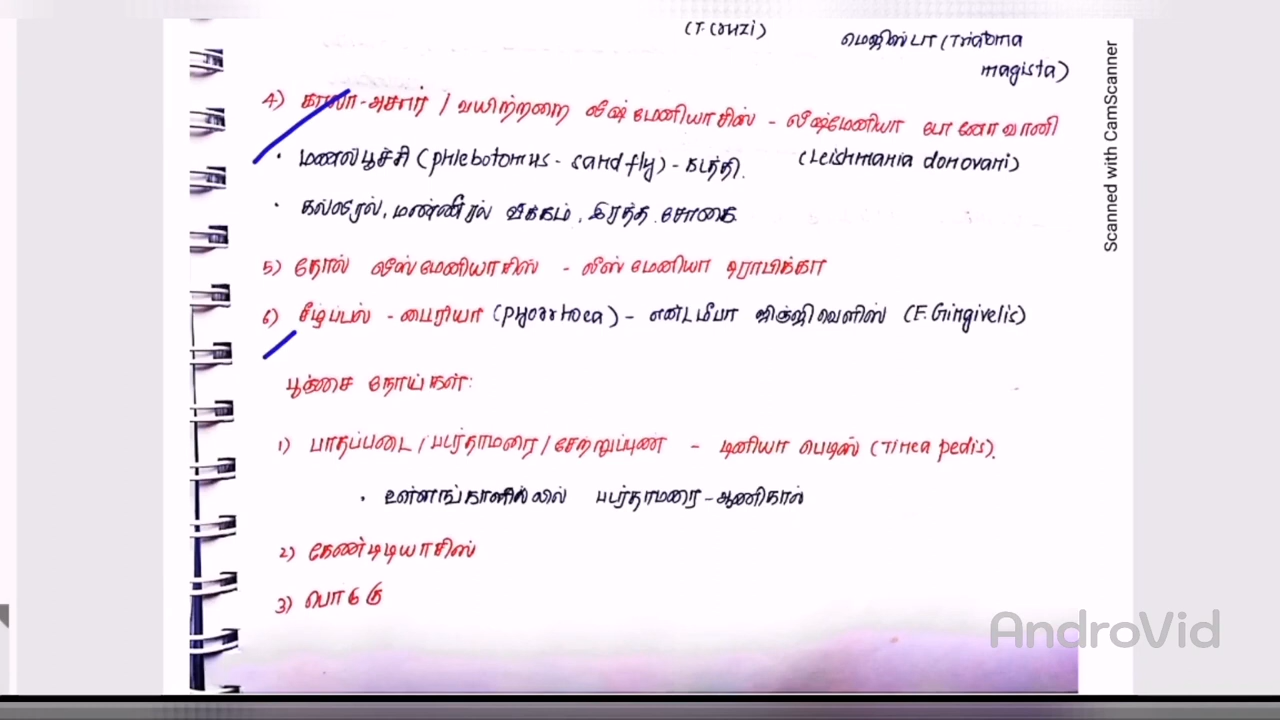 (T.Cruzi)
மெஜிஸ்டா (Triatoma
magista)
4) காலா-அசார் / வயிற்றறை லீஷ்மேனியாசிஸ் - லீஷ்மேனியா டோனோவானி
(Leishmania donovani)
• மணல்பூச்சி (phlebotomus - sand fly) - கடத்தி.
• கல்லீரல், மண்ணீரல் வீக்கம், இரத்த சோகை.
5) தோல் லீஸ்மேனியாசிஸ் - லீஸ்மேனியா டிராபிக்கா
6) சீழ்ப்பல் - பைரியா (pyorrhoea) - எண்டமீபா ஜிஞ்ஜிவெளிஸ் (E.Gingivelis)
பூஞ்சை நோய்கள்:
1) பாதப்படை / படர்தாமரை / சேற்றுப்புண் - டினியா பெடிஸ் (Tinea pedis).
• உள்ளங்காலில் படர்தாமரை - ஆணிகால்
2) கேண்டிடியாசிஸ்
3) பொடுகு
Scanned with CamScanner
AndroVid